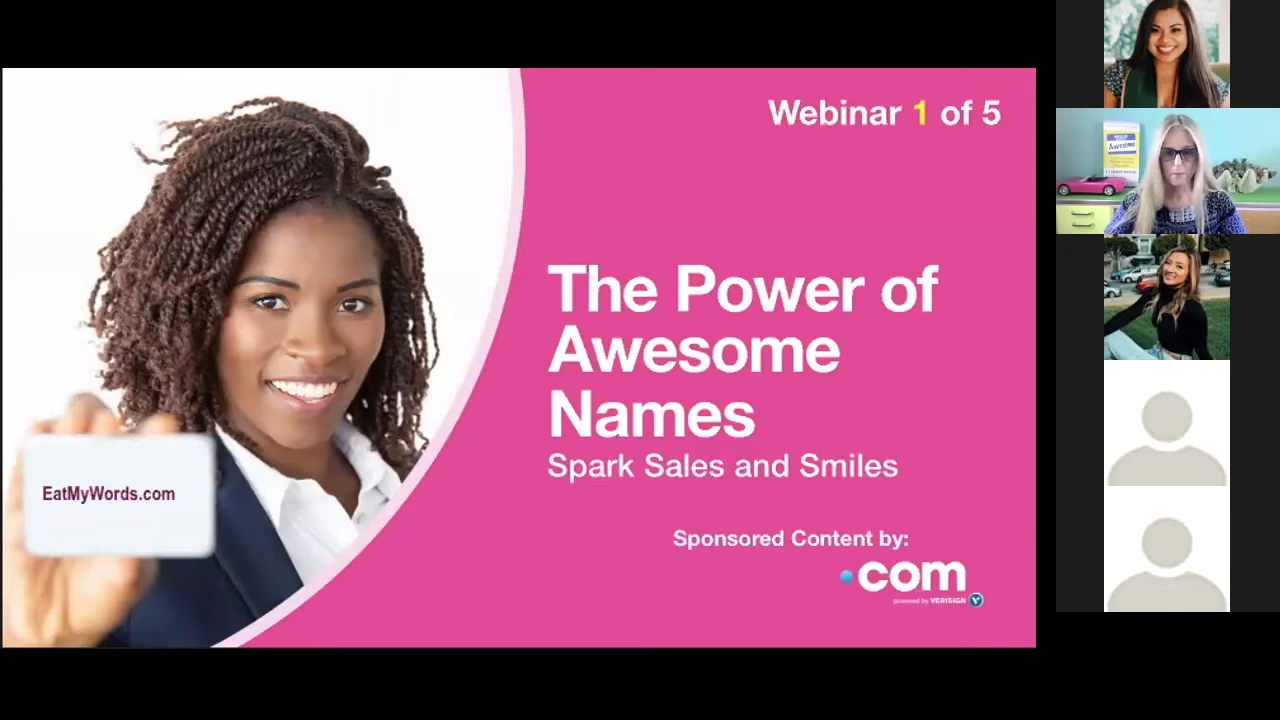 Webinar 1 of 5
The Power of
Awesome
Names
Spark Sales and Smiles
EatMyWords.com
Sponsored Content by:
.com
powered by VERISIGN
Awesome